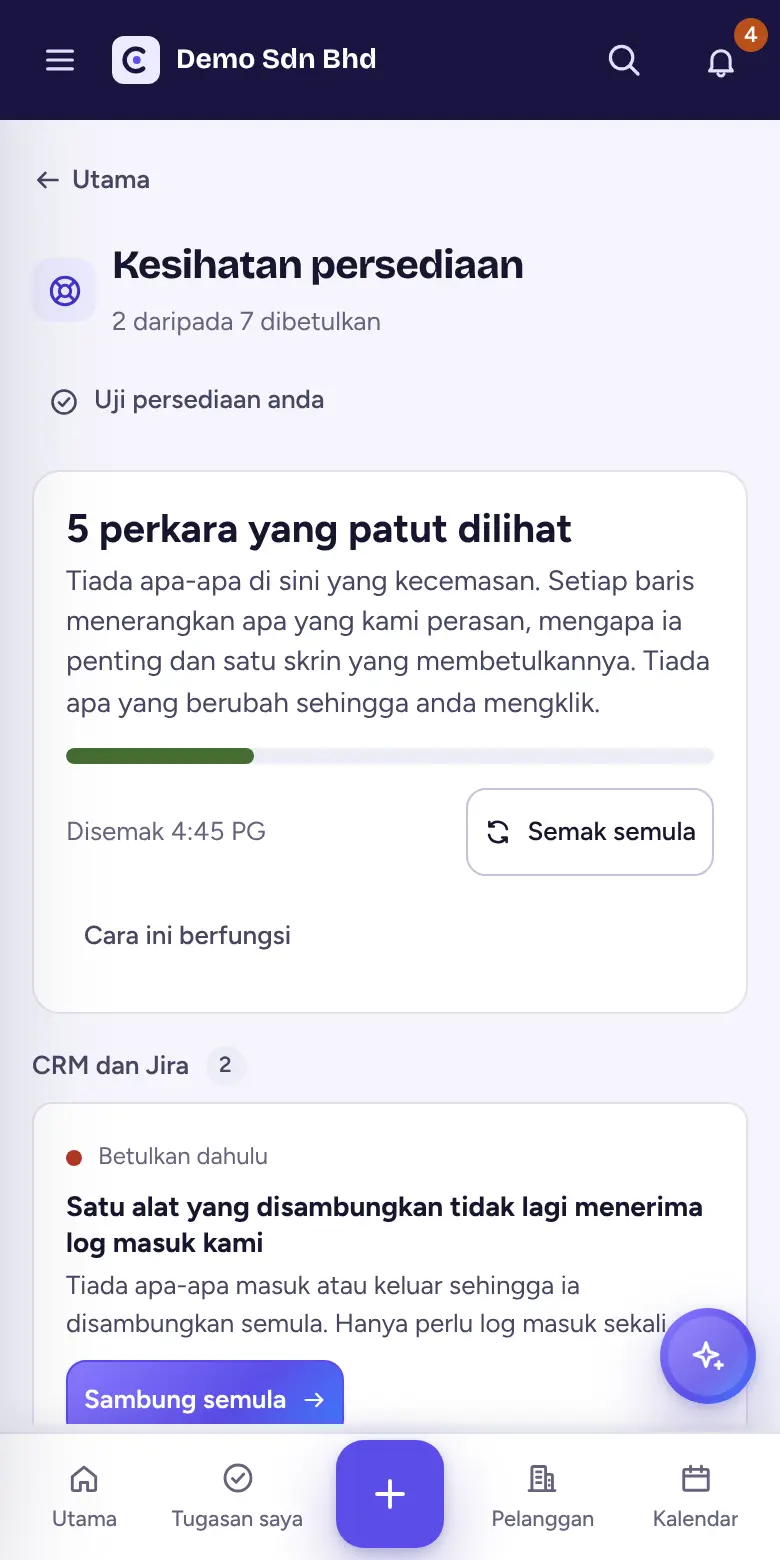 Demo Sdn Bhd
4
Utama
Kesihatan persediaan
2 daripada 7 dibetulkan
Uji persediaan anda
5 perkara yang patut dilihat
Tiada apa-apa di sini yang kecemasan. Setiap baris
menerangkan apa yang kami perasan, mengapa ia
penting dan satu skrin yang membetulkannya. Tiada
apa yang berubah sehingga anda mengklik.
Disemak 4:45 PG
Semak semula
Cara ini berfungsi
CRM dan Jira 2
Betulkan dahulu
Satu alat yang disambungkan tidak lagi menerima
log masuk kami
Tiada apa-apa masuk atau keluar sehingga ia
disambungkan semula. Hanya perlu log masuk sekali
Sambung semula
Utama
Tugasan saya
Pelanggan
Kalendar